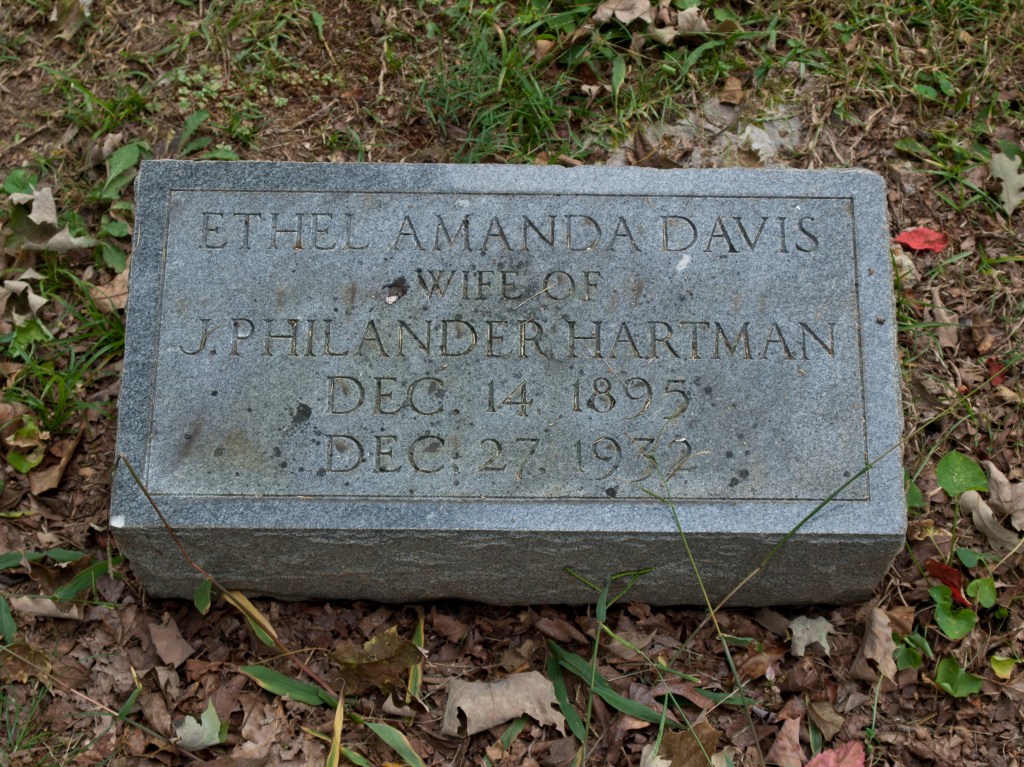 ETHEL AMANDA DAVIS
WIFE OF
J. PHILANDER HARTMAN
DEC. 14, 1895
DEC. 27, 1932